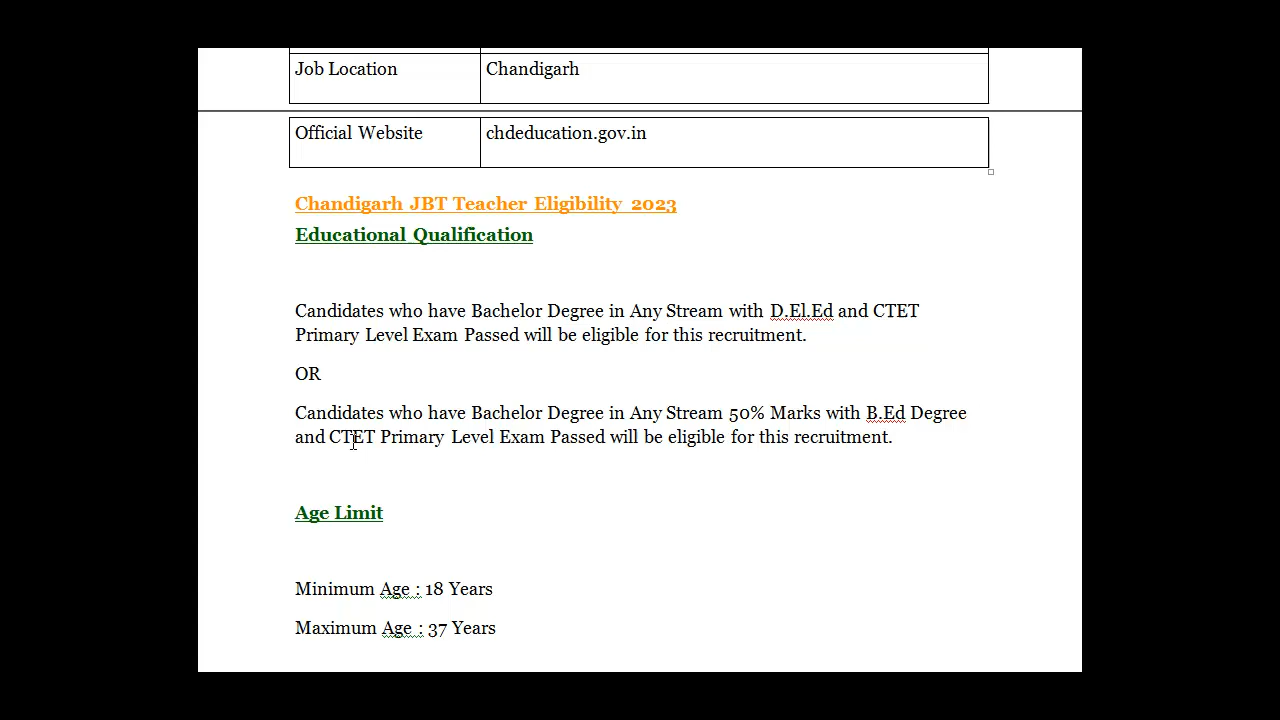 Job Location Chandigarh
Official Website chdeducation.gov.in
Chandigarh JBT Teacher Eligibility 2023
Educational Qualification
Candidates who have Bachelor Degree in Any Stream with D.El.Ed and CTET
Primary Level Exam Passed will be eligible for this recruitment.
OR
Candidates who have Bachelor Degree in Any Stream 50% Marks with B.Ed Degree
and CTET Primary Level Exam Passed will be eligible for this recruitment.
Age Limit
Minimum Age : 18 Years
Maximum Age : 37 Years